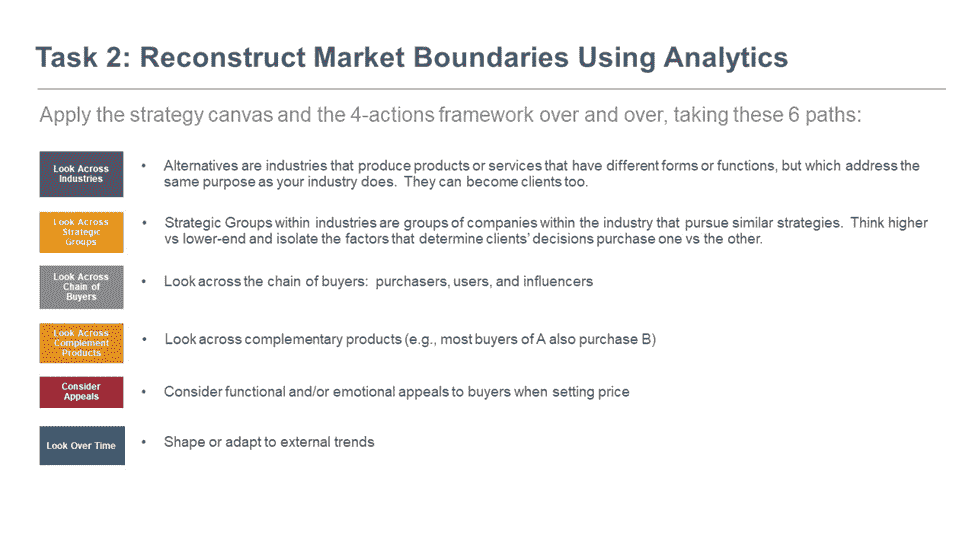 Task 2: Reconstruct Market Boundaries Using Analytics
Apply the strategy canvas and the 4-actions framework over and over, taking these 6 paths:
Look Across
Industries
• Alternatives are industries that produce products or services that have different forms or functions, but which address the
same purpose as your industry does. They can become clients too.
Look Across
Strategic
Groups
• Strategic Groups within industries are groups of companies within the industry that pursue similar strategies. Think higher
vs lower-end and isolate the factors that determine clients' decisions purchase one vs the other.
Look Across
Chain of
Buyers
• Look across the chain of buyers: purchasers, users, and influencers
Look Across
Complement
Products
• Look across complementary products (e.g., most buyers of A also purchase B)
Consider
Appeals
• Consider functional and/or emotional appeals to buyers when setting price
Look Over Time
• Shape or adapt to external trends